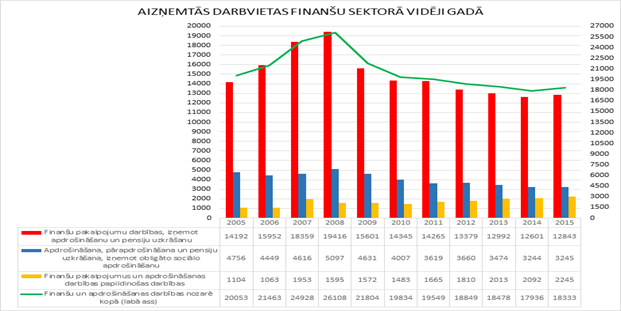 AIZŅEMTĀS DARBVIETAS FINANŠU SEKTORĀ VIDĒJI GADĀ
20000 27000
19000 25500
18000 24000
17000 22500
16000 21000
15000 19500
14000 18000
13000 16500
12000 15000
11000 13500
10000 12000
9000 10500
8000 9000
7000 7500
6000 6000
5000 4500
4000 3000
3000 1500
2000 0
1000
0
2005 2006 2007 2008 2009 2010 2011 2012 2013 2014 2015
Finanšu pakalpojumu darbības, izņemot
apdrošināšanu un pensiju uzkrāšanu
14192 15952 18359 19416 15601 14345 14265 13379 12992 12601 12843
Apdrošināšana, pārapdrošināšana un pensiju
uzkrāšana, izņemot obligāto sociālo
apdrošināšanu
4756 4449 4616 5097 4631 4007 3619 3660 3474 3244 3245
Finanšu pakalpojumus un apdrošināšanas
darbības papildinošas darbības
1104 1063 1953 1595 1572 1483 1665 1810 2013 2092 2245
Finanšu un apdrošināšanas darbības nozarē
kopā (labā ass)
20053 21463 24928 26108 21804 19834 19549 18849 18478 17936 18333